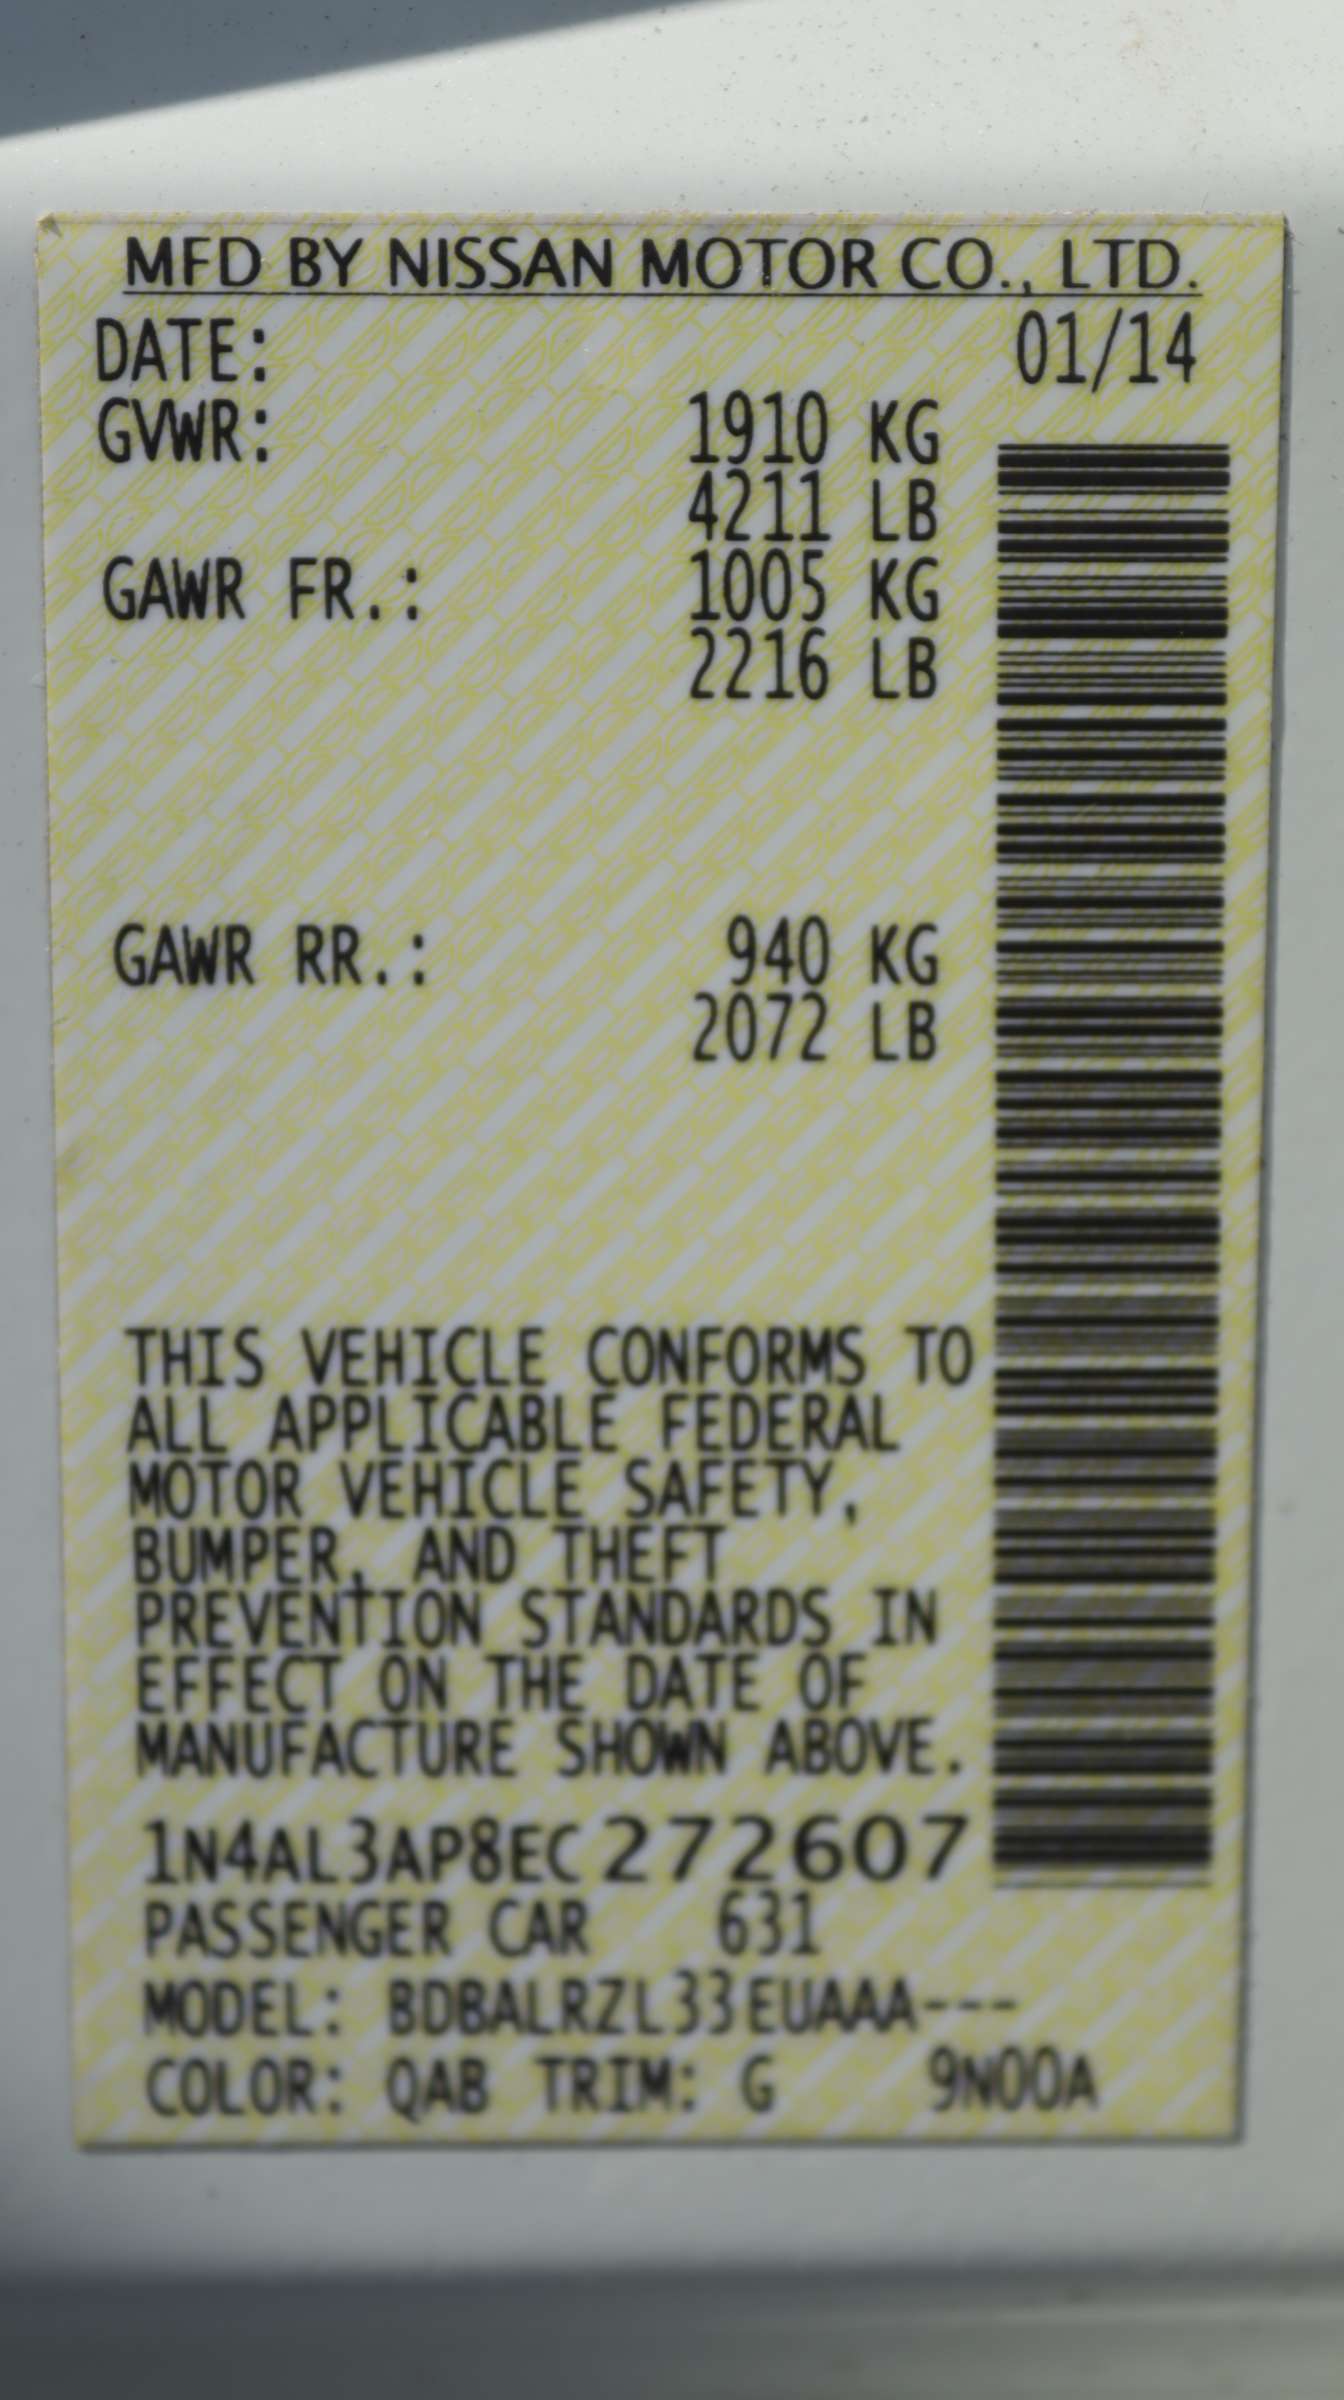 MFD BY NISSAN MOTOR CO., LTD.
DATE: 01/14
GVWR: 1910 KG
4211 LB
GAWR FR.: 1005 KG
2216 LB
GAWR RR.: 940 KG
2072 LB
THIS VEHICLE CONFORMS TO
ALL APPLICABLE FEDERAL
MOTOR VEHICLE SAFETY,
BUMPER, AND THEFT
PREVENTION STANDARDS IN
EFFECT ON THE DATE OF
MANUFACTURE SHOWN ABOVE.
1N4AL3AP8EC272607
PASSENGER CAR 631
MODEL: BDBALRZL33EUAAA---
COLOR: QAB TRIM: G 9N00A